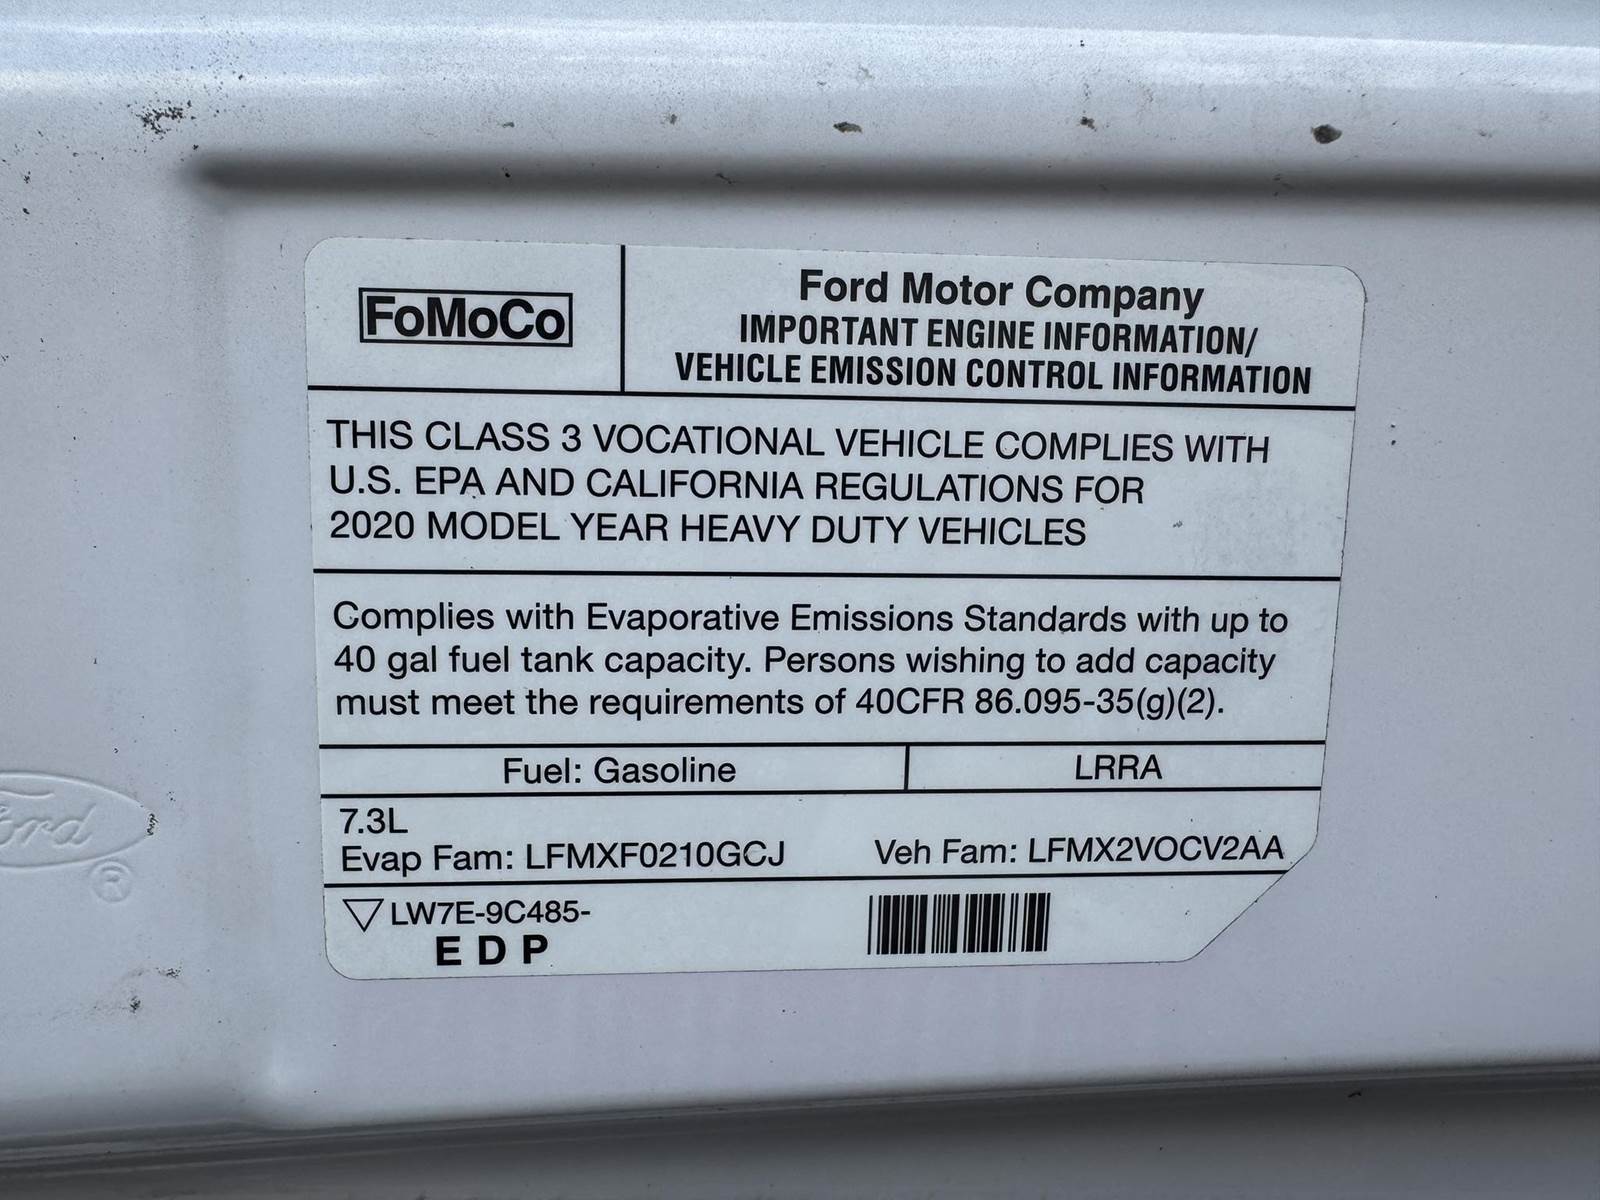 FoMoCo
Ford Motor Company
IMPORTANT ENGINE INFORMATION/
VEHICLE EMISSION CONTROL INFORMATION
THIS CLASS 3 VOCATIONAL VEHICLE COMPLIES WITH
U.S. EPA AND CALIFORNIA REGULATIONS FOR
2020 MODEL YEAR HEAVY DUTY VEHICLES
Complies with Evaporative Emissions Standards with up to
40 gal fuel tank capacity. Persons wishing to add capacity
must meet the requirements of 40CFR 86.095-35(g)(2).
Fuel: Gasoline LRRA
7.3L
Evap Fam: LFMXF0210GCJ Veh Fam: LFMX2VOCV2AA
LW7E-9C485-
E D P
Ford
®